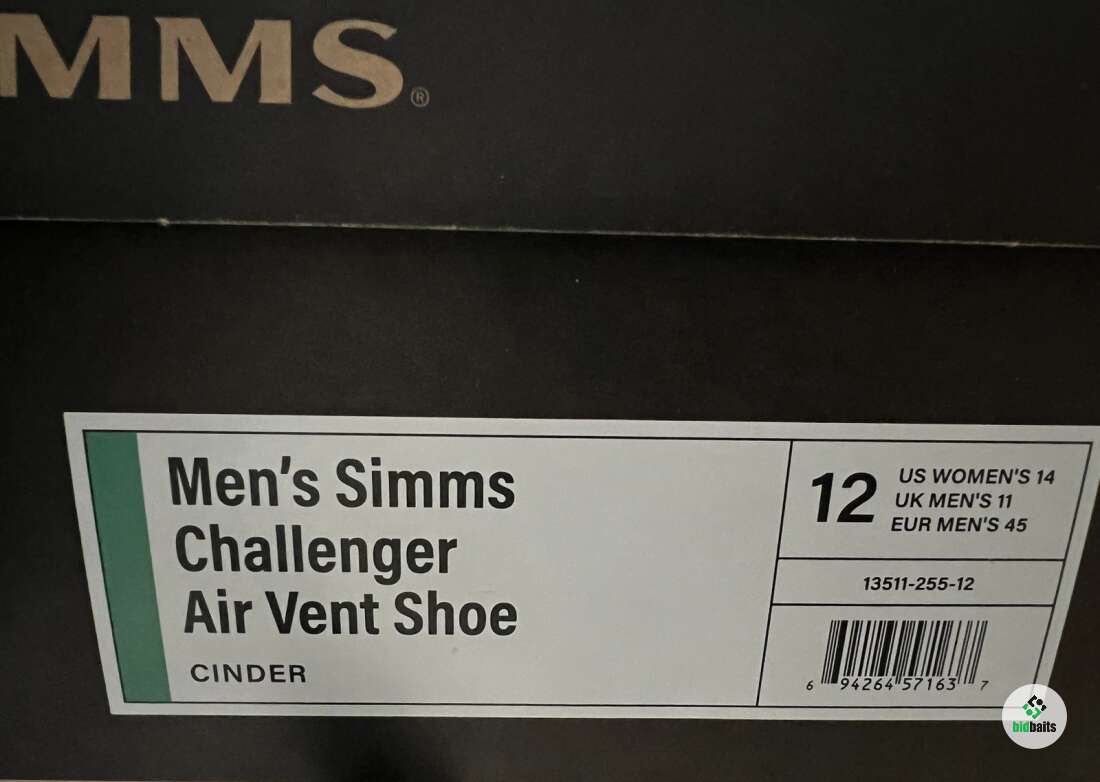 MMS®
Men's Simms
Challenger
Air Vent Shoe
CINDER
12
US WOMEN'S 14
UK MEN'S 11
EUR MEN'S 45
13511-255-12
6 94264 57163 7
bidbaits